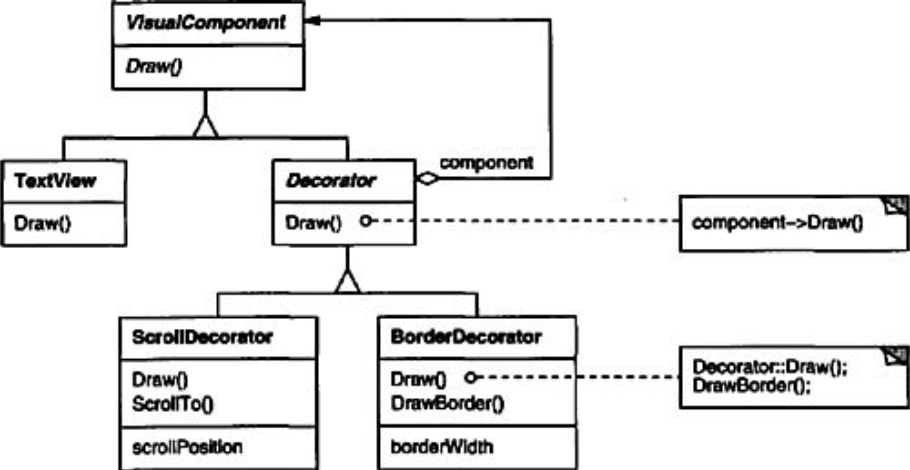 VisualComponent
Draw()
TextView
Draw()
Decorator
Draw()
component
component->Draw()
ScrollDecorator
Draw()
ScrollTo()
scrollPosition
BorderDecorator
Draw()
DrawBorder()
borderWidth
Decorator::Draw();
DrawBorder();